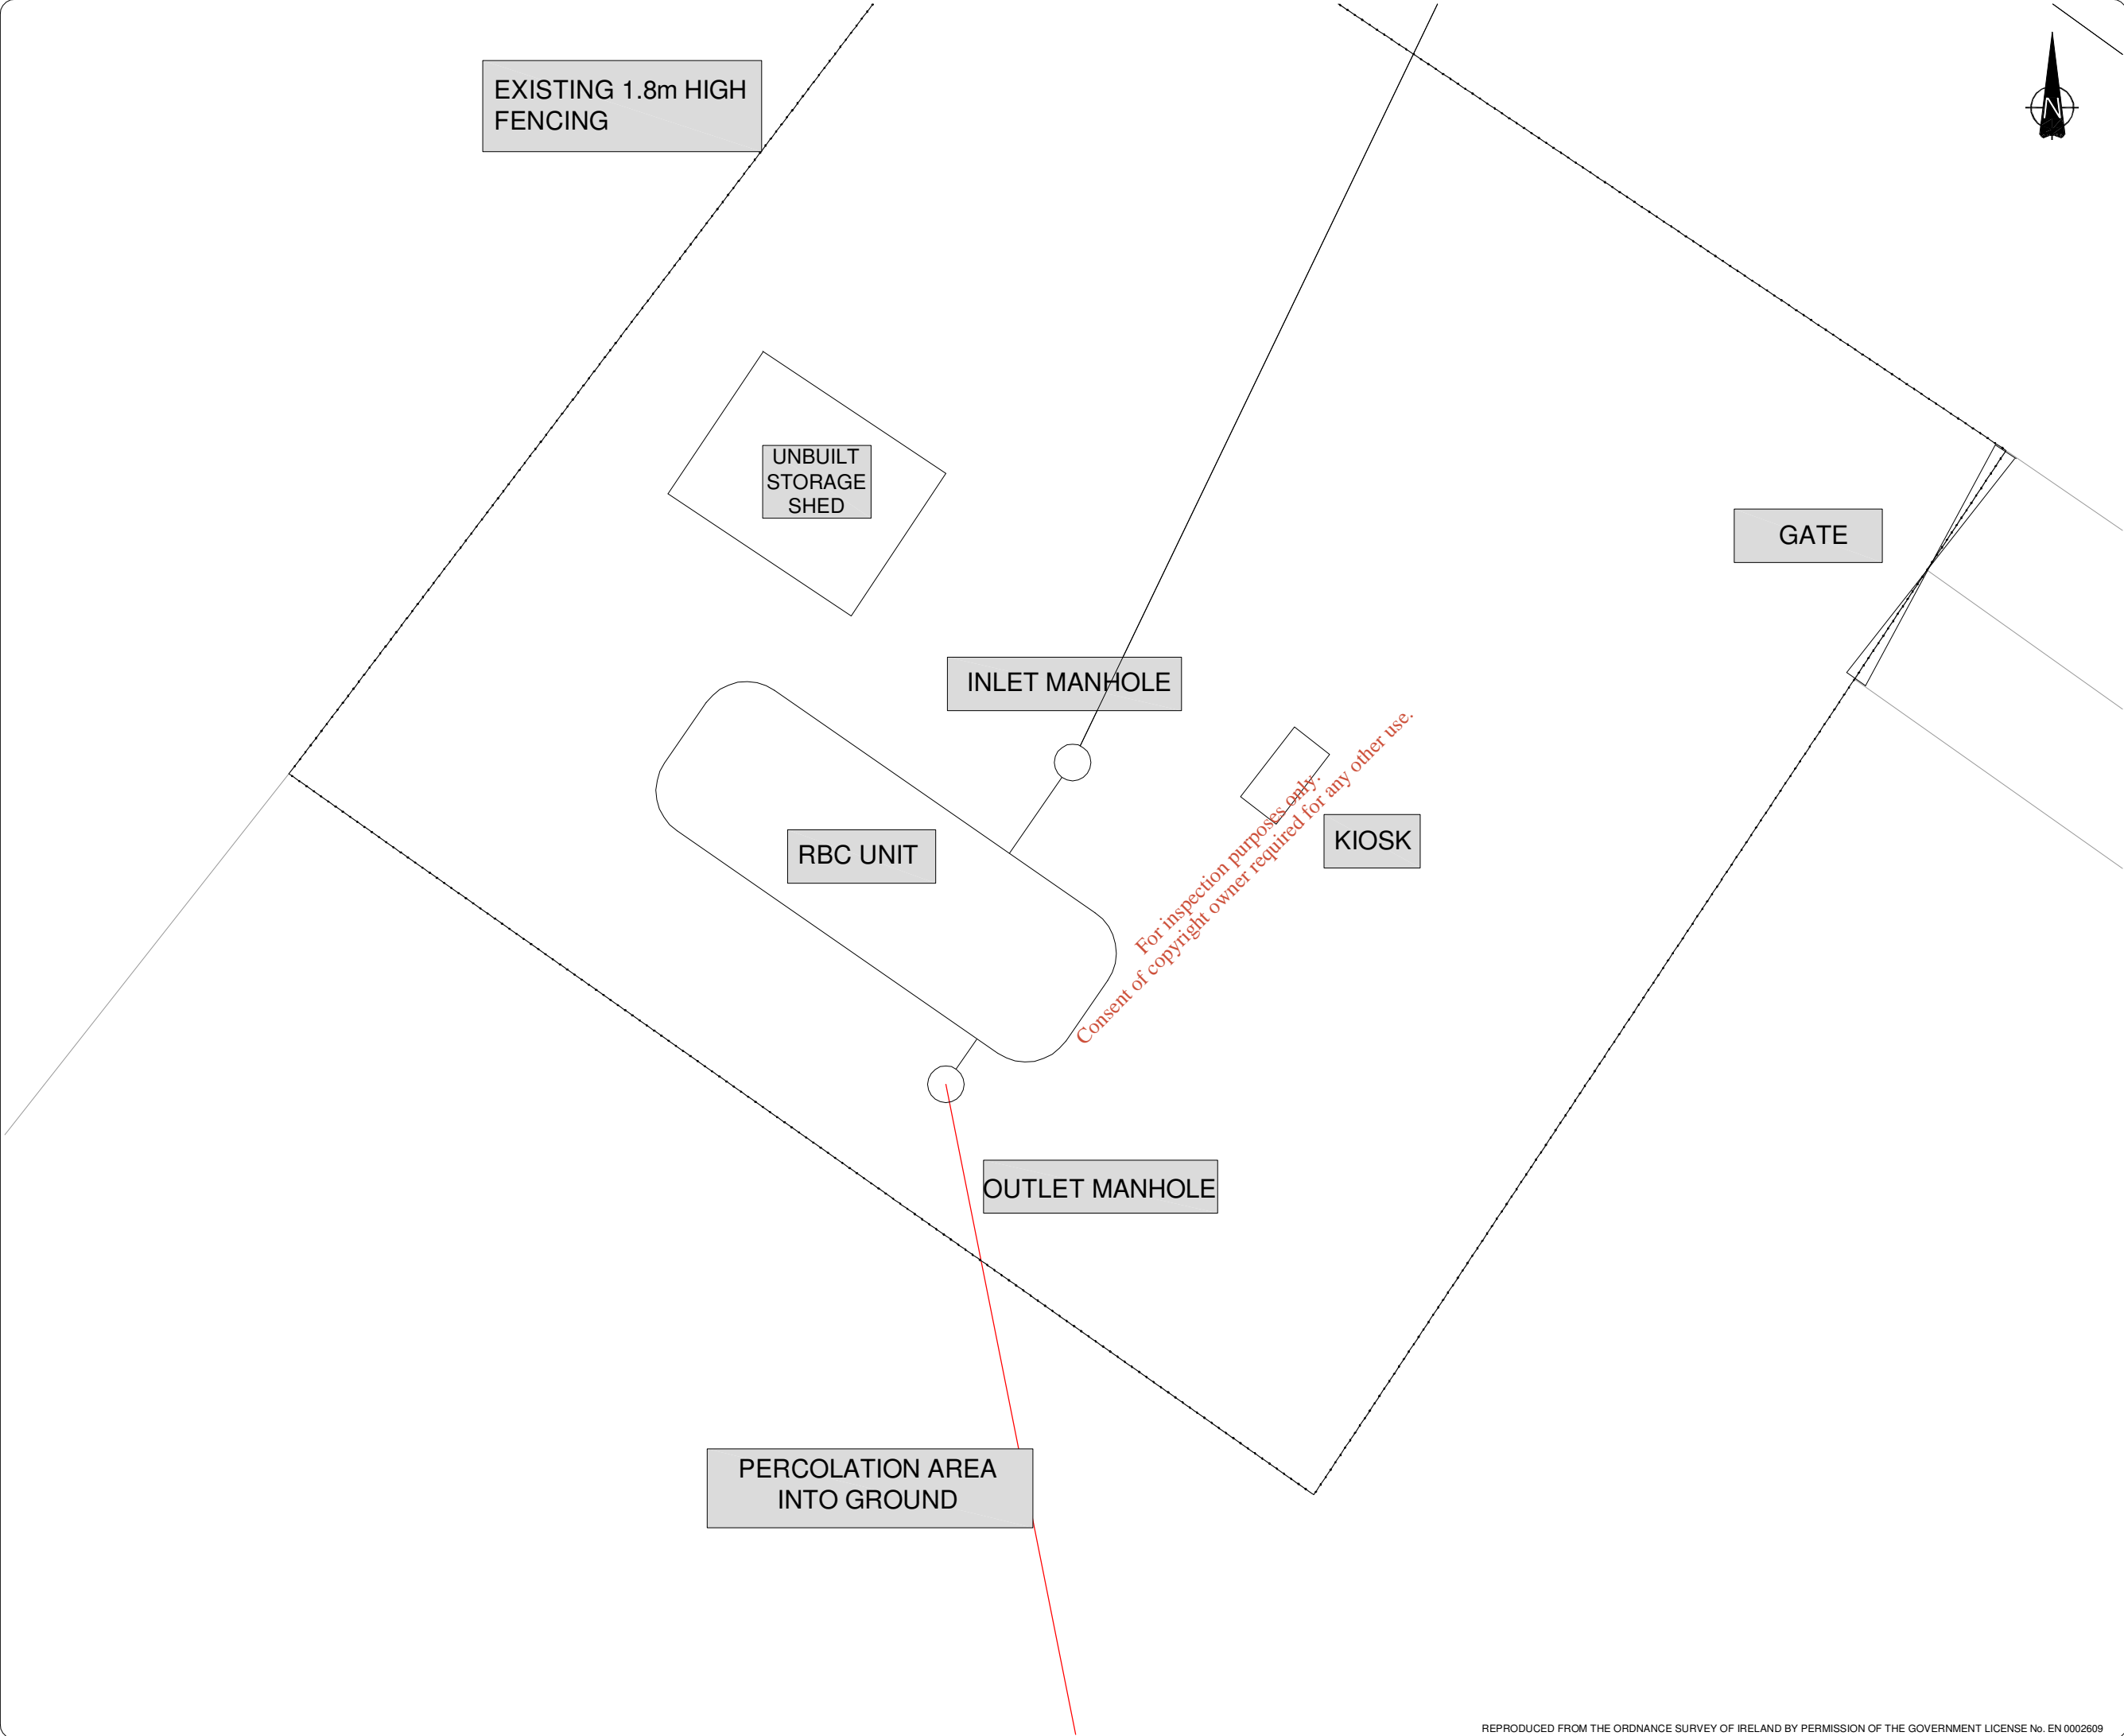 EXISTING 1.8m HIGH
FENCING
N
UNBUILT
STORAGE
SHED
GATE
INLET MANHOLE
KIOSK
RBC UNIT
For inspection purposes only.
Consent of copyright owner required for any other use.
OUTLET MANHOLE
PERCOLATION AREA
INTO GROUND
REPRODUCED FROM THE ORDNANCE SURVEY OF IRELAND BY PERMISSION OF THE GOVERNMENT LICENSE No. EN 0002609